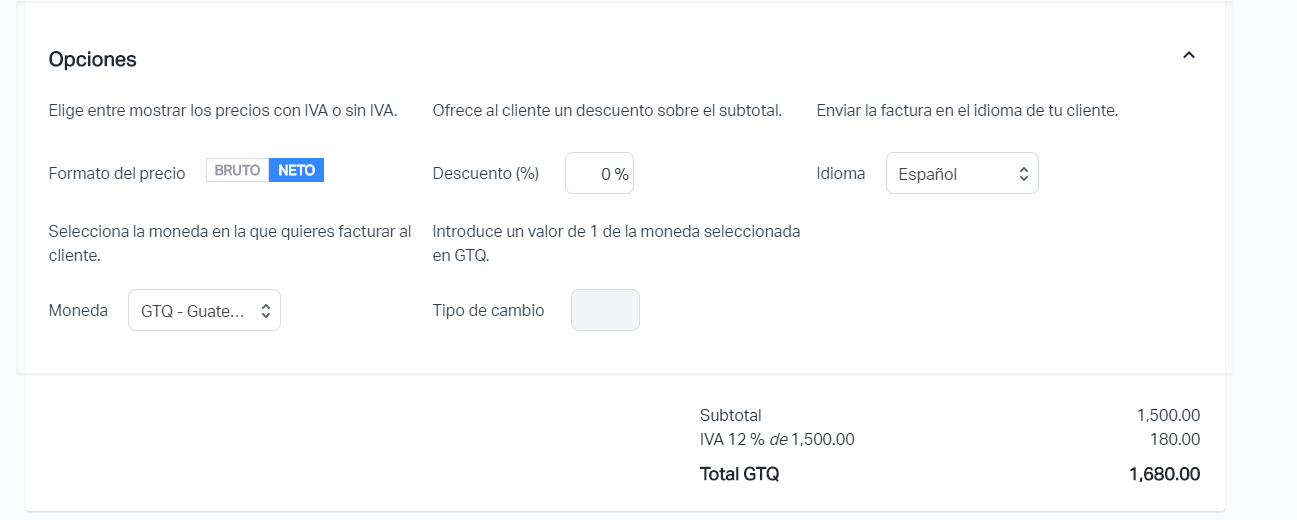 Opciones
Elige entre mostrar los precios con IVA o sin IVA.
Ofrece al cliente un descuento sobre el subtotal.
Enviar la factura en el idioma de tu cliente.
Formato del precio BRUTO NETO
Descuento (%) 0 %
Idioma Español
Selecciona la moneda en la que quieres facturar al
cliente.
Introduce un valor de 1 de la moneda seleccionada
en GTQ.
Moneda GTQ - Guate...
Tipo de cambio
Subtotal 1,500.00
IVA 12 % de 1,500.00 180.00
Total GTQ 1,680.00